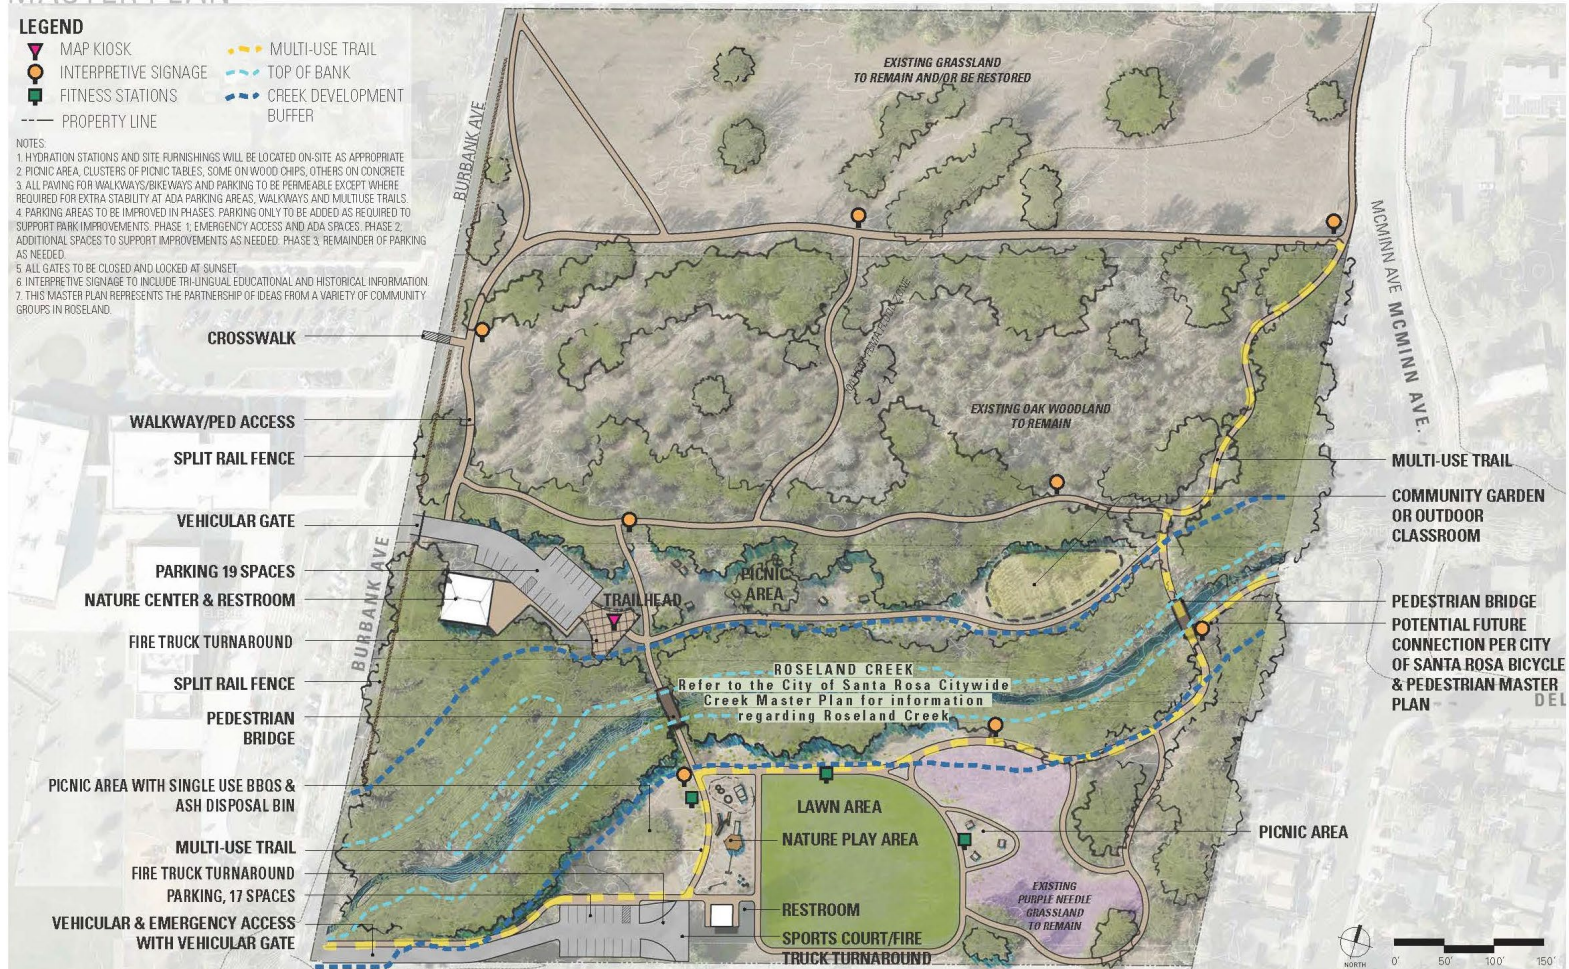 MASTER PLAN
LEGEND
MAP KIOSK
INTERPRETIVE SIGNAGE
FITNESS STATIONS
PROPERTY LINE
MULTI-USE TRAIL
TOP OF BANK
CREEK DEVELOPMENT
BUFFER
NOTES:
1. HYDRATION STATIONS AND SITE FURNISHINGS WILL BE LOCATED ON-SITE AS APPROPRIATE
2. PICNIC AREA, CLUSTERS OF PICNIC TABLES, SOME ON WOOD CHIPS, OTHERS ON CONCRETE
3. ALL PAVING FOR WALKWAYS/BIKEWAYS AND PARKING TO BE PERMEABLE EXCEPT WHERE
REQUIRED FOR EXTRA STABILITY AT ADA PARKING AREAS, WALKWAYS AND MULTIUSE TRAILS.
4. PARKING AREAS TO BE IMPROVED IN PHASES. PARKING ONLY TO BE ADDED AS REQUIRED TO
SUPPORT PARK IMPROVEMENTS. PHASE 1; EMERGENCY ACCESS AND ADA SPACES. PHASE 2;
ADDITIONAL SPACES TO SUPPORT IMPROVEMENTS AS NEEDED. PHASE 3; REMAINDER OF PARKING
AS NEEDED.
5. ALL GATES TO BE CLOSED AND LOCKED AT SUNSET.
6. INTERPRETIVE SIGNAGE TO INCLUDE TRI-LINGUAL EDUCATIONAL AND HISTORICAL INFORMATION.
7. THIS MASTER PLAN REPRESENTS THE PARTNERSHIP OF IDEAS FROM A VARIETY OF COMMUNITY
GROUPS IN ROSELAND.
BURBANK AVE
EXISTING GRASSLAND
TO REMAIN AND/OR BE RESTORED
MCMINN AVE
MCMINN AVE.
CROSSWALK
WALKWAY/PED ACCESS
SPLIT RAIL FENCE
VEHICULAR GATE
PARKING 19 SPACES
NATURE CENTER & RESTROOM
FIRE TRUCK TURNAROUND
SPLIT RAIL FENCE
PEDESTRIAN
BRIDGE
PICNIC AREA WITH SINGLE USE BBQS &
ASH DISPOSAL BIN
MULTI-USE TRAIL
FIRE TRUCK TURNAROUND
PARKING, 17 SPACES
VEHICULAR & EMERGENCY ACCESS
WITH VEHICULAR GATE
BURBANK AVE
EXISTING OAK WOODLAND
TO REMAIN
PICNIC
AREA
TRAILHEAD
ROSELAND CREEK
Refer to the City of Santa Rosa Citywide
Creek Master Plan for information
regarding Roseland Creek
LAWN AREA
NATURE PLAY AREA
RESTROOM
SPORTS COURT/FIRE
TRUCK TURNAROUND
EXISTING
PURPLE NEEDLE
GRASSLAND
TO REMAIN
MULTI-USE TRAIL
COMMUNITY GARDEN
OR OUTDOOR
CLASSROOM
PEDESTRIAN BRIDGE
POTENTIAL FUTURE
CONNECTION PER CITY
OF SANTA ROSA BICYCLE
& PEDESTRIAN MASTER
PLAN
DEL
PICNIC AREA
NORTH
0' 50' 100' 150'